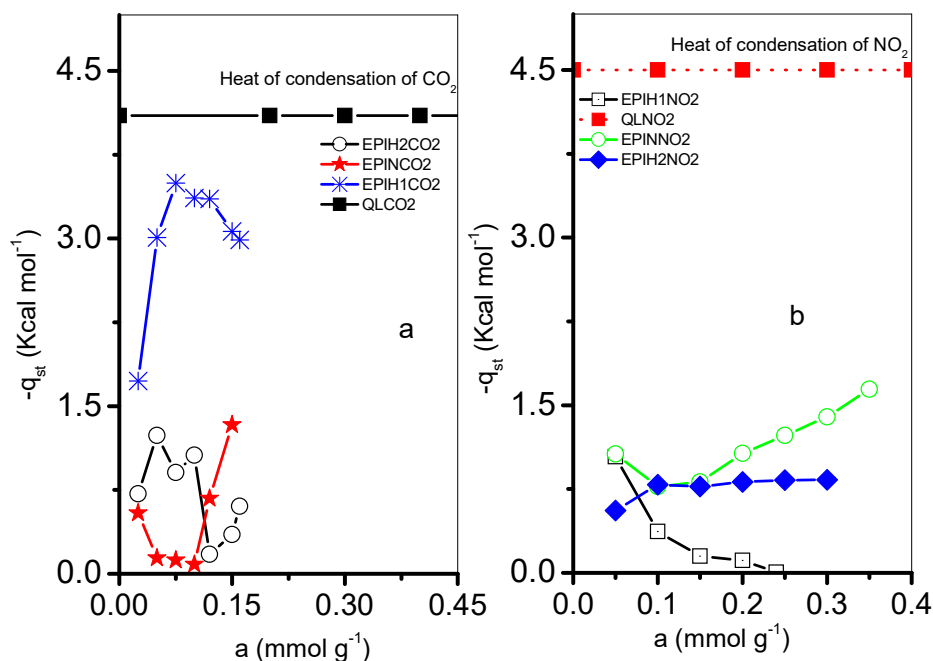 Heat of condensation of CO₂
EPIH2CO2
EPINCO2
EPIH1CO2
QLCO2
a
-qst (Kcal mol⁻¹)
4.5
3.0
1.5
0.0
0.00
0.15
0.30
0.45
a (mmol g⁻¹)
Heat of condensation of NO₂
EPIH1NO2
QLNO2
EPINNO2
EPIH2NO2
b
-qst (Kcal mol⁻¹)
4.5
3.0
1.5
0.0
0.0
0.1
0.2
0.3
0.4
a (mmol g⁻¹)